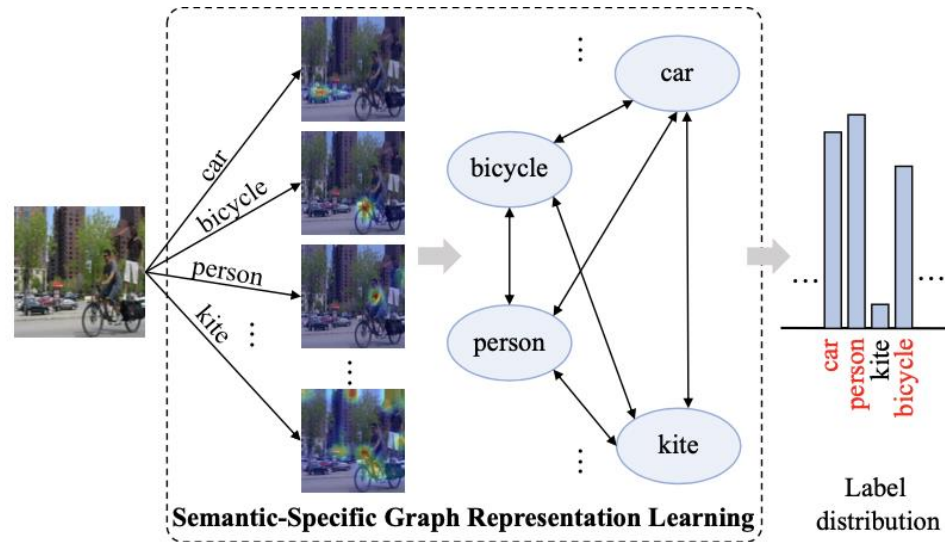 car
bicycle
person
kite
...
...
...
car
bicycle
person
kite
...
Semantic-Specific Graph Representation Learning
...
...
car
person
kite
bicycle
Label
distribution